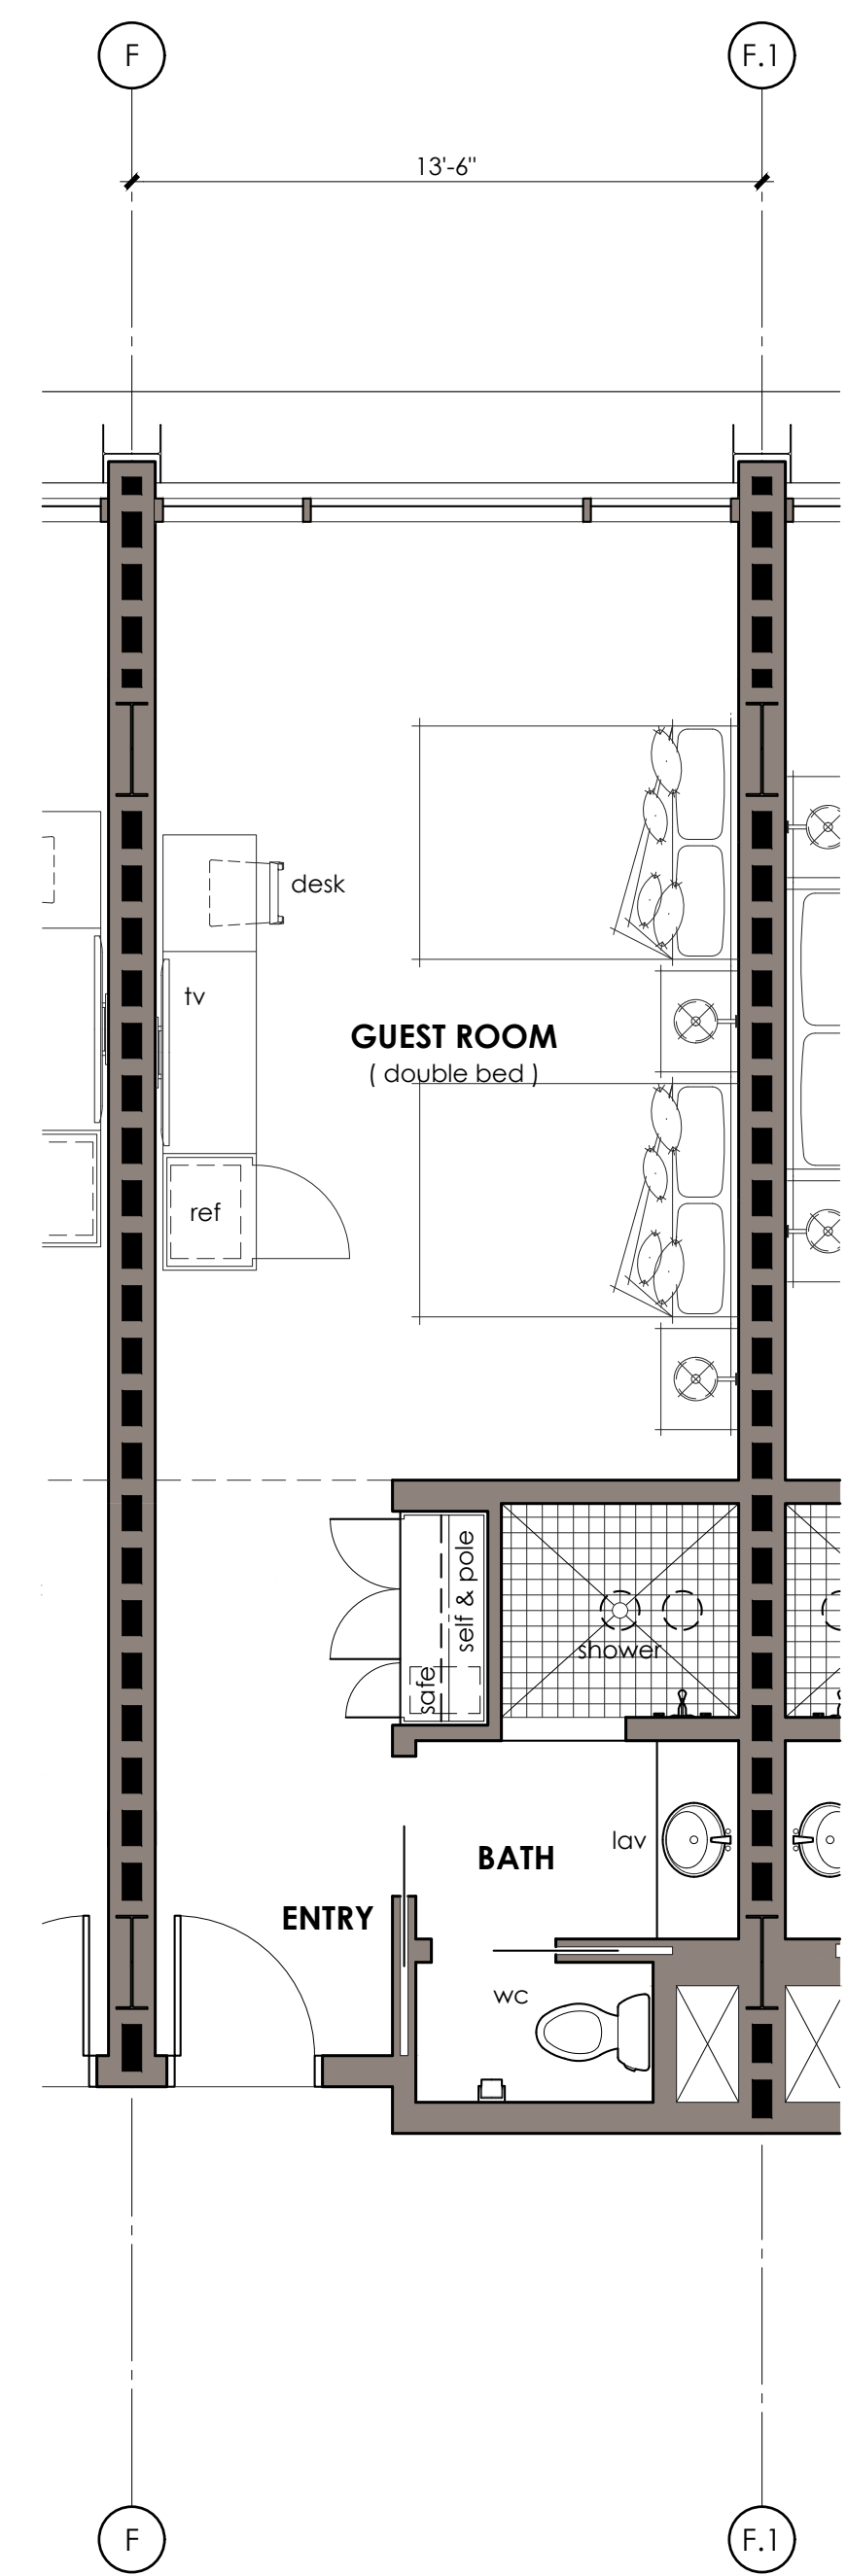 F
F.1
13'-6"
desk
tv
GUEST ROOM
( double bed )
ref
self & pole
safe
shower
lav
BATH
ENTRY
wc
F
F.1